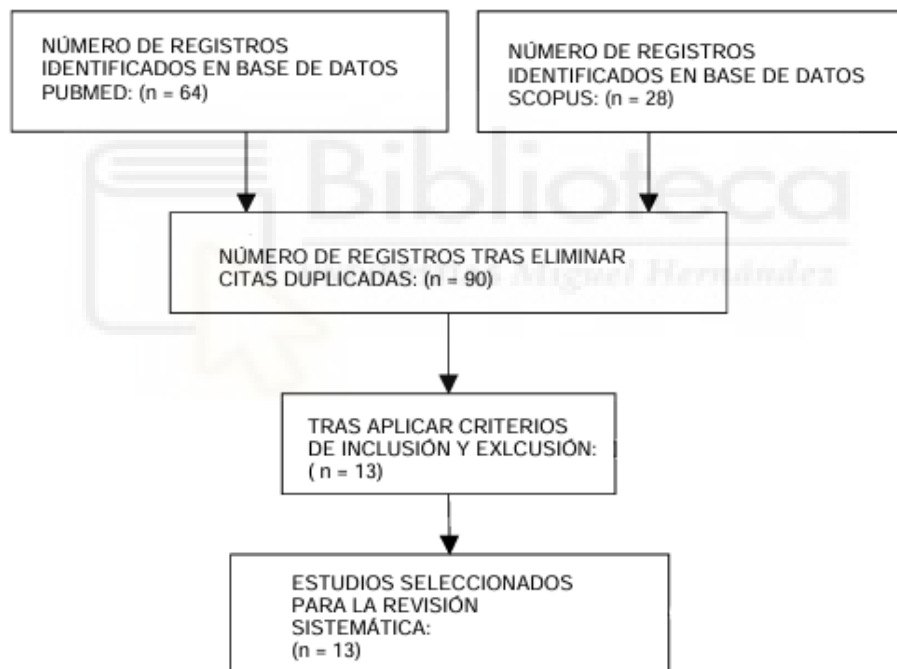 NÚMERO DE REGISTROS
IDENTIFICADOS EN BASE DE DATOS
PUBMED: (n = 64)
NÚMERO DE REGISTROS
IDENTIFICADOS EN BASE DE DATOS
SCOPUS: (n = 28)
Biblioteca
NÚMERO DE REGISTROS TRAS ELIMINAR
CITAS DUPLICADAS: (n = 90)
Miguel Hernández
TRAS APLICAR CRITERIOS
DE INCLUSIÓN Y EXLCUSIÓN:
( n = 13)
ESTUDIOS SELECCIONADOS
PARA LA REVISIÓN
SISTEMÁTICA:
(n = 13)